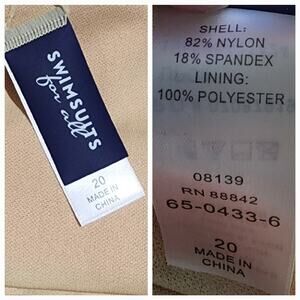 SWIMSUITS
for all
20
MADE IN
CHINA
SHELL:
82% NYLON
18% SPANDEX
LINING:
100% POLYESTER
08139
RN 88842
65-0433-6
20
MADE IN
CHINA